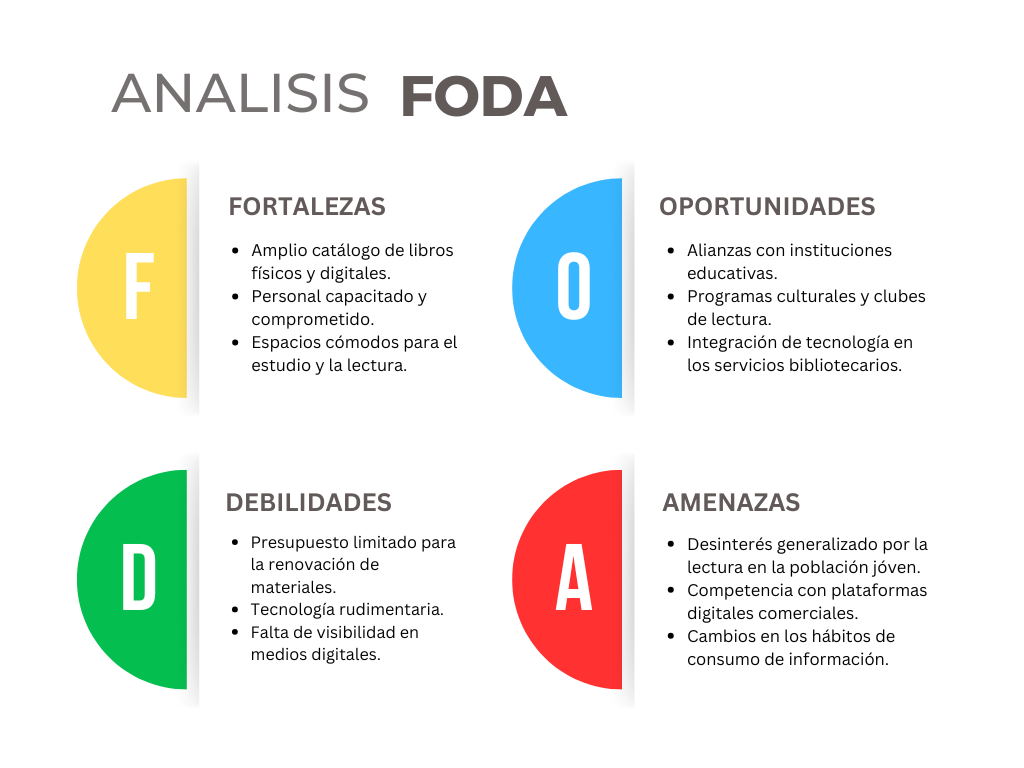 ANALISIS FODA
F
FORTALEZAS
• Amplio catálogo de libros
físicos y digitales.
• Personal capacitado y
comprometido.
• Espacios cómodos para el
estudio y la lectura.
O
OPORTUNIDADES
• Alianzas con instituciones
educativas.
• Programas culturales y clubes
de lectura.
• Integración de tecnología en
los servicios bibliotecarios.
D
DEBILIDADES
• Presupuesto limitado para
la renovación de
materiales.
• Tecnología rudimentaria.
• Falta de visibilidad en
medios digitales.
A
AMENAZAS
• Desinterés generalizado por la
lectura en la población jóven.
• Competencia con plataformas
digitales comerciales.
• Cambios en los hábitos de
consumo de información.